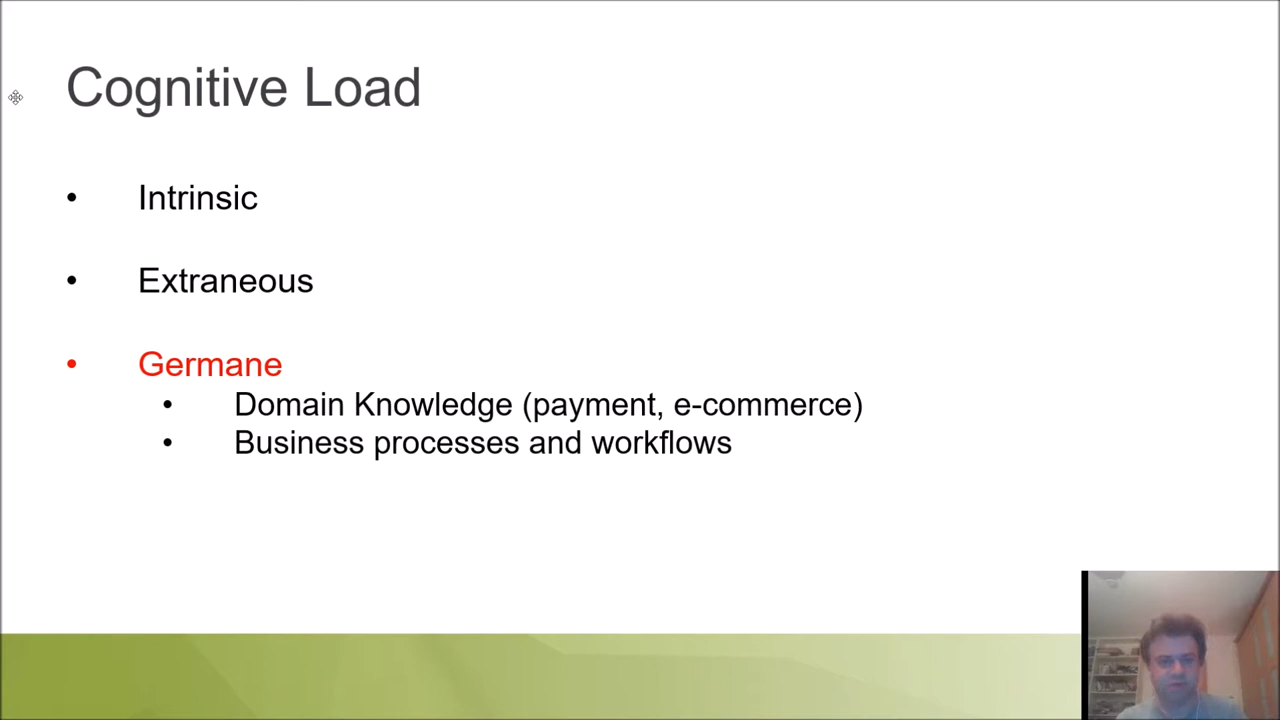 Cognitive Load
• Intrinsic
• Extraneous
• Germane
• Domain Knowledge (payment, e-commerce)
• Business processes and workflows